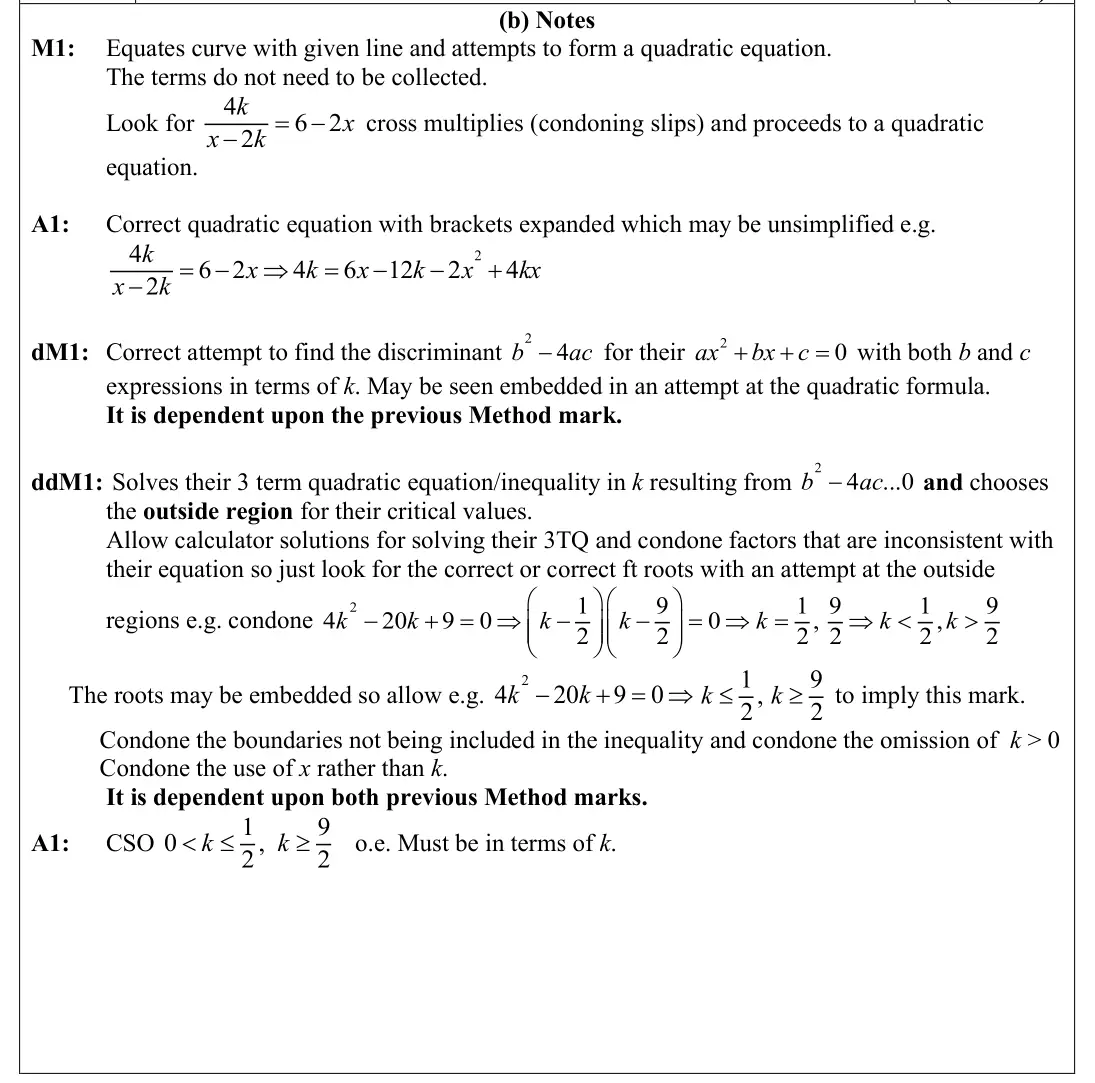 (b) Notes
M1: Equates curve with given line and attempts to form a quadratic equation.
The terms do not need to be collected.
Look for 4k/(x − 2k) = 6 − 2x cross multiplies (condoning slips) and proceeds to a quadratic
equation.
A1: Correct quadratic equation with brackets expanded which may be unsimplified e.g.
4k/(x − 2k) = 6 − 2x ⇒ 4k = 6x − 12k − 2x² + 4kx
dM1: Correct attempt to find the discriminant b² − 4ac for their ax² + bx + c = 0 with both b and c
expressions in terms of k. May be seen embedded in an attempt at the quadratic formula.
It is dependent upon the previous Method mark.
ddM1: Solves their 3 term quadratic equation/inequality in k resulting from b² − 4ac...0 and chooses
the outside region for their critical values.
Allow calculator solutions for solving their 3TQ and condone factors that are inconsistent with
their equation so just look for the correct or correct ft roots with an attempt at the outside
regions e.g. condone 4k² − 20k + 9 = 0 ⇒ (k − 1/2)(k − 9/2) = 0 ⇒ k = 1/2, 9/2 ⇒ k < 1/2, k > 9/2
The roots may be embedded so allow e.g. 4k² − 20k + 9 = 0 ⇒ k ≤ 1/2, k ≥ 9/2 to imply this mark.
Condone the boundaries not being included in the inequality and condone the omission of k > 0
Condone the use of x rather than k.
It is dependent upon both previous Method marks.
A1: CSO 0 < k ≤ 1/2, k ≥ 9/2 o.e. Must be in terms of k.